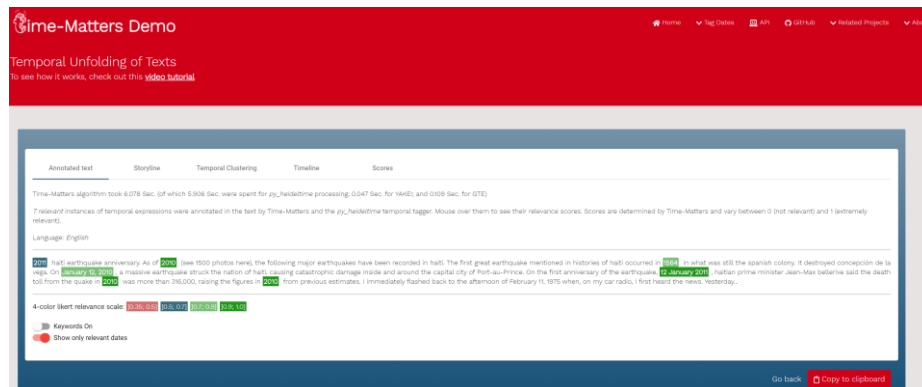 Time-Matters Demo
Home Tag Dates API GitHub Related Projects Abo
Temporal Unfolding of Texts
To see how it works, check out this video tutorial
Annotated text Storyline Temporal Clustering Timeline Scores
Time-Matters algorithm took 6.078 Sec. (of which 5.906 Sec. were spent for py_heideltime processing; 0.047 Sec. for YAKE!; and 0.109 Sec. for GTE)
7 relevant instances of temporal expressions were annotated in the text by Time-Matters and the py_heideltime temporal tagger. Mouse over them to see their relevance scores. Scores are determined by Time-Matters and vary between 0 (not relevant) and 1 (extremely
relevant).
Language: English
2011 haiti earthquake anniversary. As of 2010 (see 1500 photos here), the following major earthquakes have been recorded in haiti. The first great earthquake mentioned in histories of haiti occurred in 1564 in what was still the spanish colony. It destroyed concepción de la
vega. On January 12, 2010 , a massive earthquake struck the nation of haiti, causing catastrophic damage inside and around the capital city of Port-au-Prince. On the first anniversary of the earthquake, 12 January 2011 , haitian prime minister Jean-Max bellerive said the death
toll from the quake in 2010 was more than 316,000, raising the figures in 2010 from previous estimates. I immediately flashed back to the afternoon of February 11, 1975 when, on my car radio, I first heard the news. Yesterday...
4-color likert relevance scale: [0.35; 0.5] ]0.5; 0.7] ]0.7; 0.9] ]0.9; 1.0]
Keywords On
Show only relevant dates
Go back Copy to clipboard